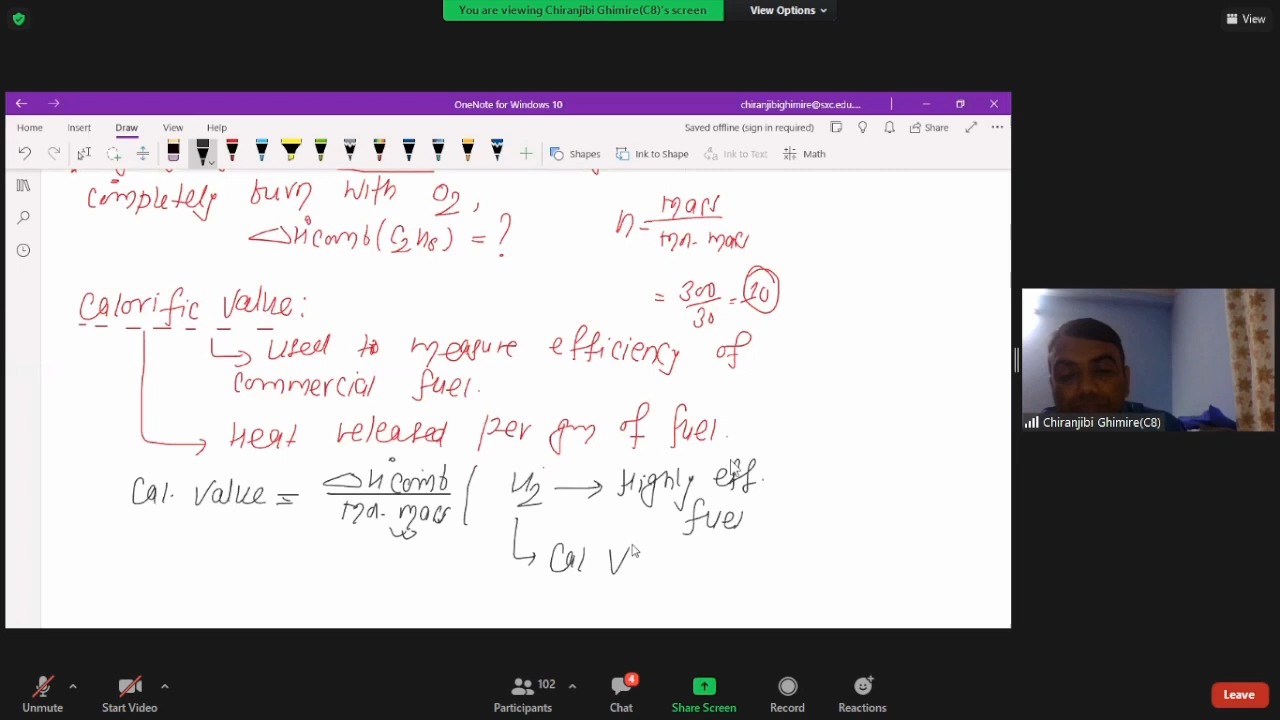 You are viewing Chiranjibi Ghimire(C8)'s screen
View Options
View
OneNote for Windows 10
chiranjibighimire@sxc.edu....
Home Insert Draw View Help
Saved offline (sign in required)
Share
Shapes
Ink to Shape
Ink to Text
Math
completely burn with O2,
△H°comb(C2H6) = ?
n = mass
mol. mass
= 300
30 = 10
Calorific Value:
Used to measure efficiency of
commercial fuel.
Heat released per gm of fuel.
Cal. Value = △H°comb
mol. mass
H2 → Highly eff.
fuel
Cal V
Chiranjibi Ghimire(C8)
Unmute
Start Video
102
Participants
4
Chat
Share Screen
Record
Reactions
Leave